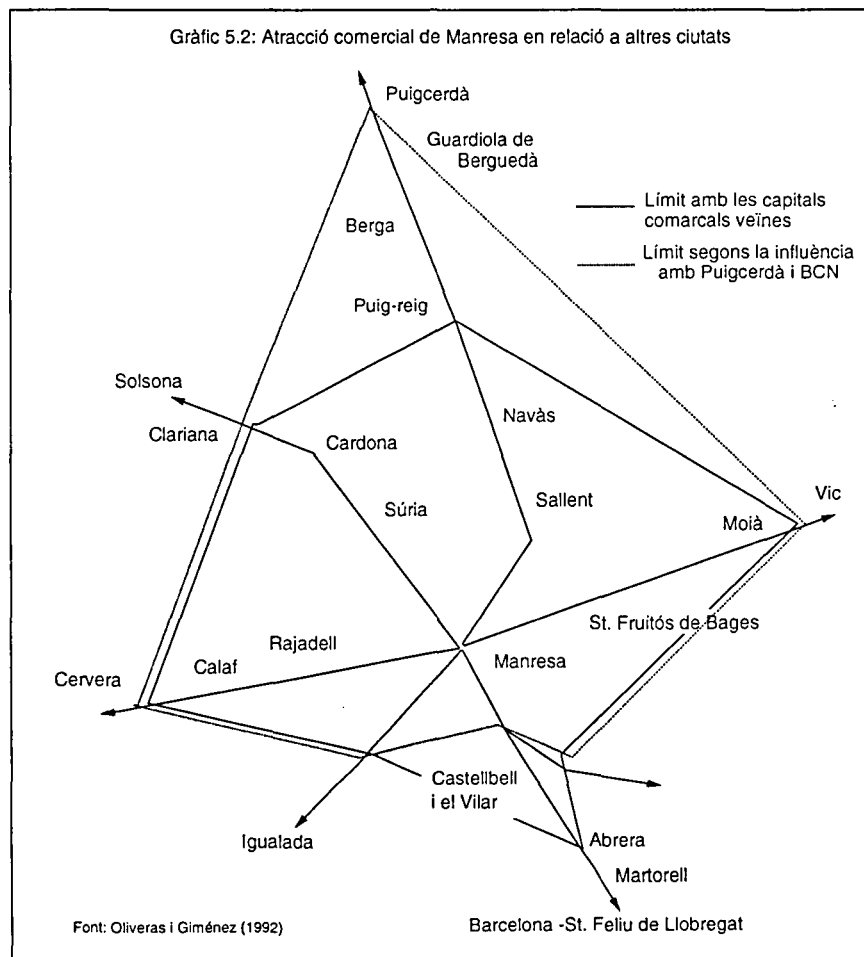 Gràfic 5.2: Atracció comercial de Manresa en relació a altres ciutats
Puigcerdà
Guardiola de
Berguedà
Límit amb les capitals
comarcals veïnes
Límit segons la influència
amb Puigcerdà i BCN
Berga
Puig-reig
Solsona
Clariana
Cardona
Navàs
Súria
Sallent
Vic
Moià
St. Fruitós de Bages
Rajadell
Manresa
Calaf
Cervera
Castellbell
i el Vilar
Igualada
Abrera
Martorell
Font: Oliveras i Giménez (1992)
Barcelona -St. Feliu de Llobregat